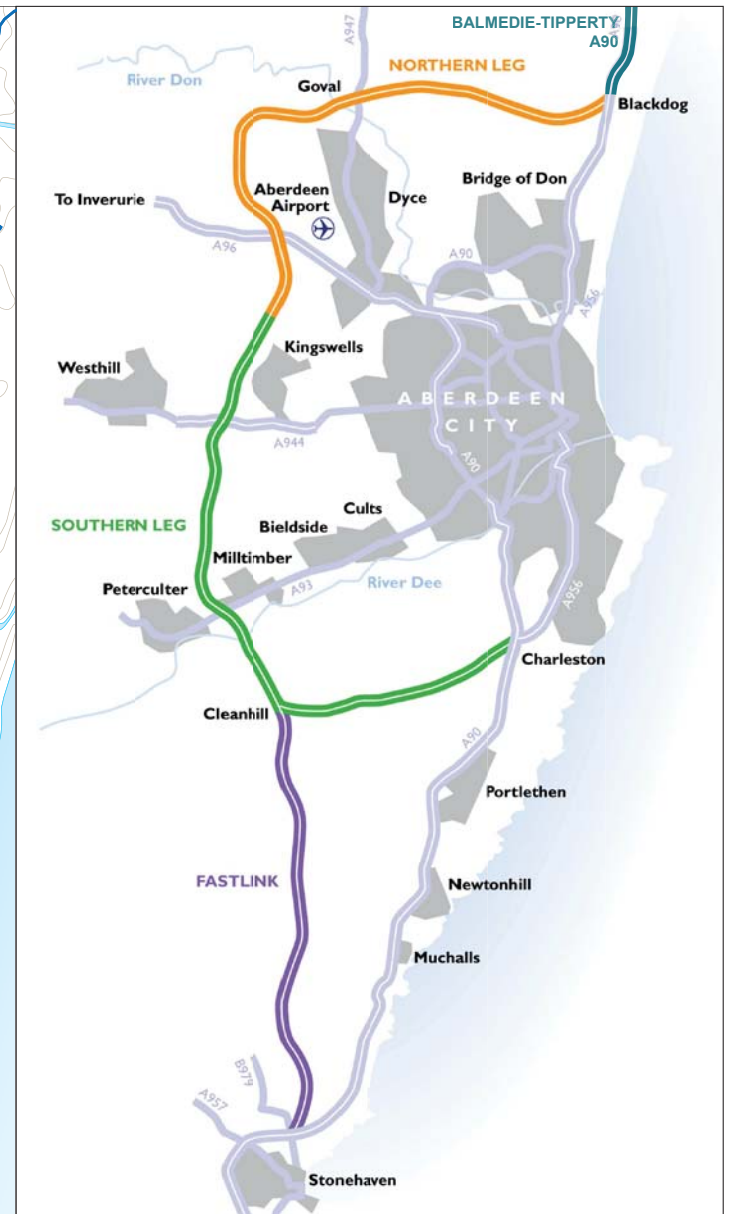 A947
BALMEDIE-TIPPERTY
A90
NORTHERN LEG
River Don
Goval
Blackdog
Bridge of Don
Aberdeen
Airport
Dyce
To Inverurie
A96
A90
A956
Kingswells
Westhill
ABERDEEN
CITY
A944
A90
SOUTHERN LEG
Cults
Bieldside
Milltimber
A93
River Dee
Peterculter
A956
Charleston
Cleanhill
A90
Portlethen
FASTLINK
Newtonhill
Muchalls
B979
A957
Stonehaven